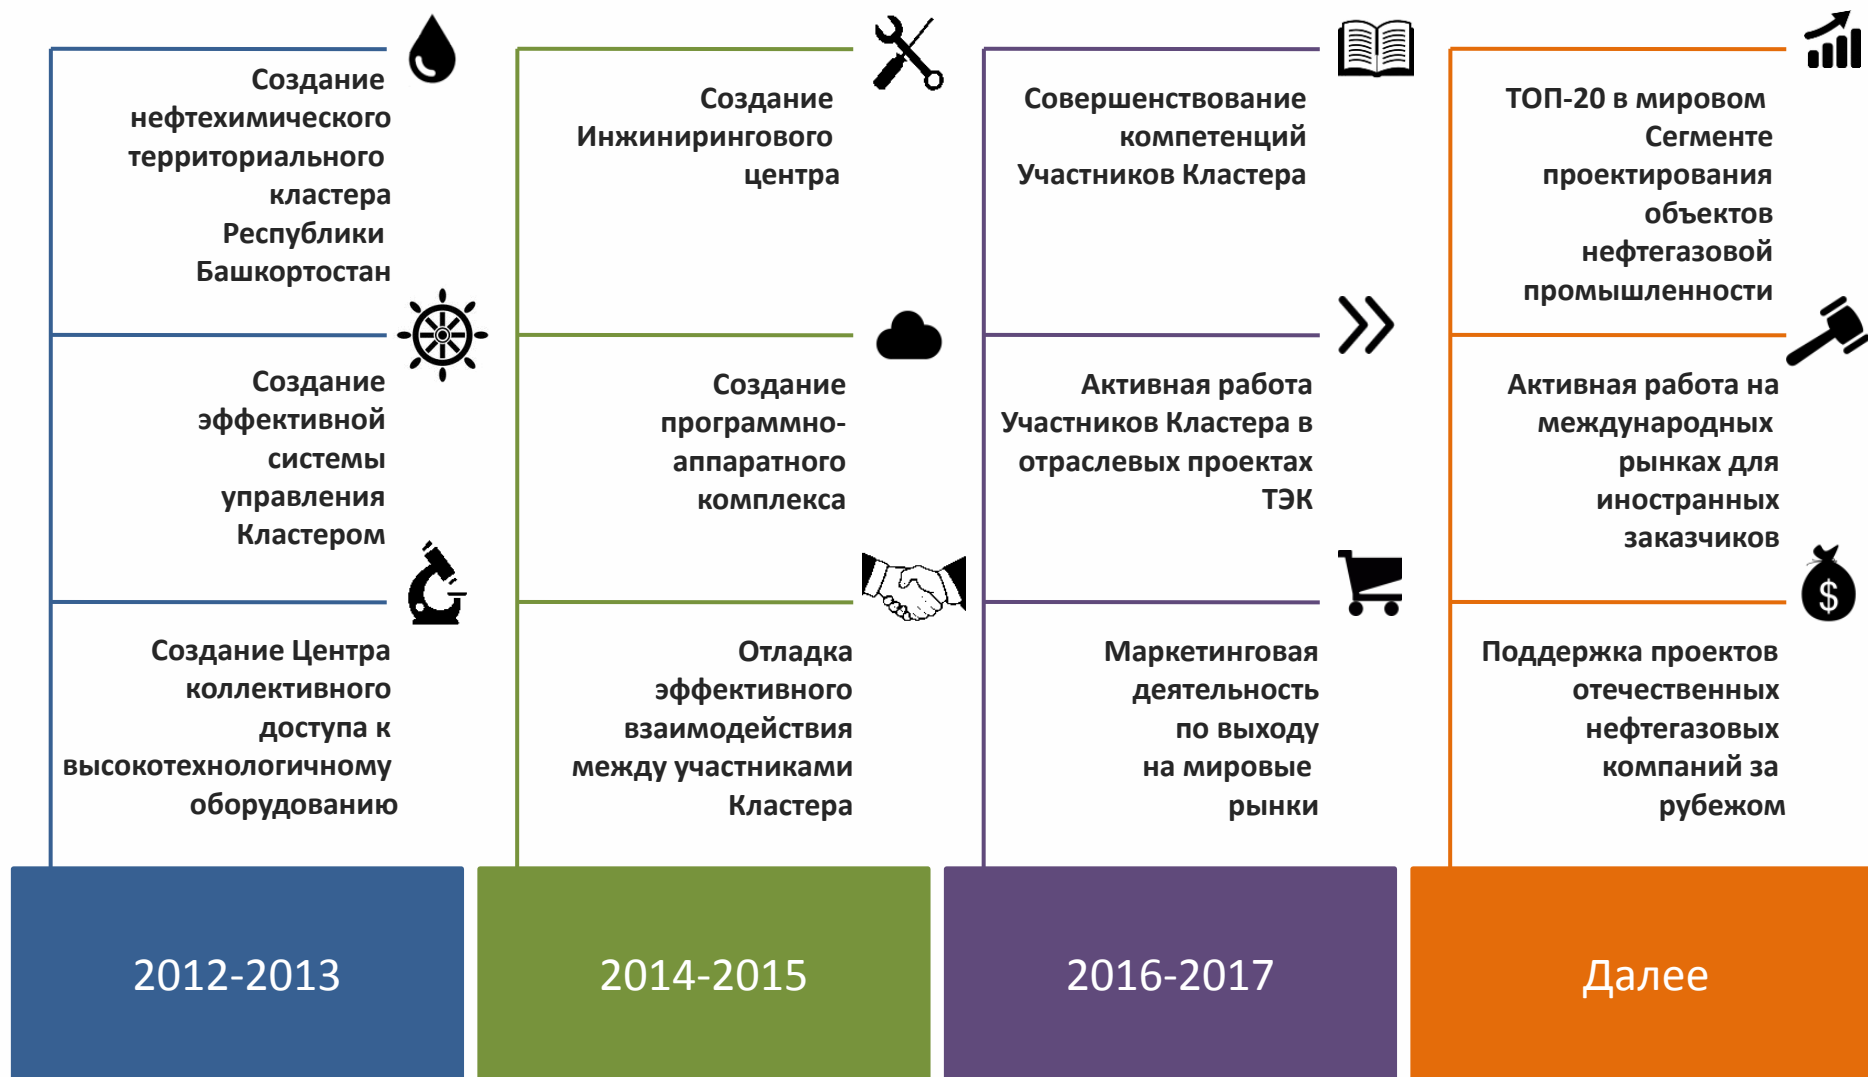 Создание
нефтехимического
территориального
кластера
Республики
Башкортостан
Создание
эффективной
системы
управления
Кластером
Создание Центра
коллективного
доступа к
высокотехнологичному
оборудованию
2012-2013
Создание
Инжинирингового
центра
Создание
программно-
аппаратного
комплекса
Отладка
эффективного
взаимодействия
между участниками
Кластера
2014-2015
Совершенствование
компетенций
Участников Кластера
Активная работа
Участников Кластера в
отраслевых проектах
ТЭК
Маркетинговая
деятельность
по выходу
на мировые
рынки
2016-2017
ТОП-20 в мировом
Сегменте
проектирования
объектов
нефтегазовой
промышленности
Активная работа на
международных
рынках для
иностранных
заказчиков
$
Поддержка проектов
отечественных
нефтегазовых
компаний за
рубежом
Далее